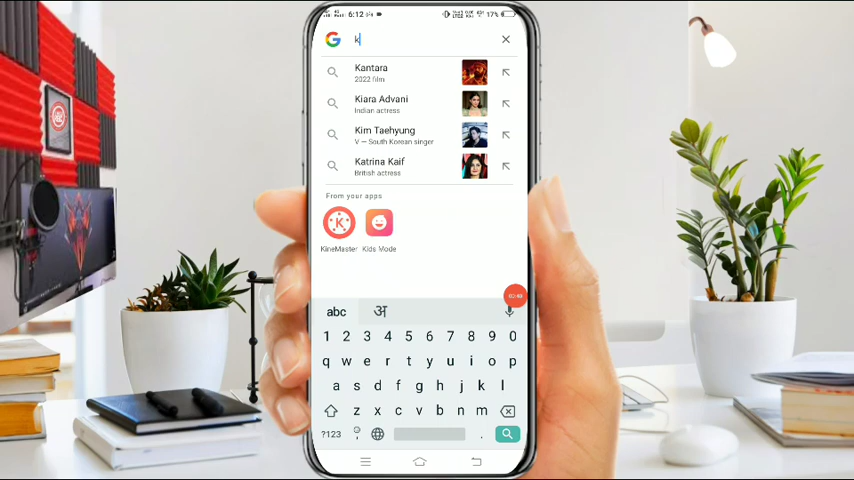 6:12
17%
k
Kantara
2022 film
Kiara Advani
Indian actress
Kim Taehyung
V — South Korean singer
Katrina Kaif
British actress
From your apps
K
KineMaster Kids Mode
abc अ
1 2 3 4 5 6 7 8 9 0
q w e r t y u i o p
a s d f g h j k l
z x c v b n m
?123 , .